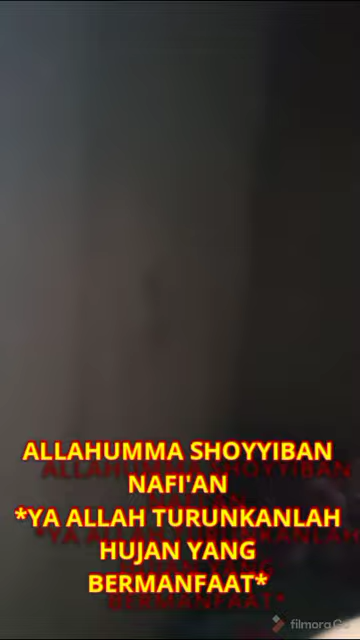 ALLAHUMMA SHOYYIBAN
NAFI'AN
*YA ALLAH TURUNKANLAH
HUJAN YANG
BERMANFAAT*
filmora